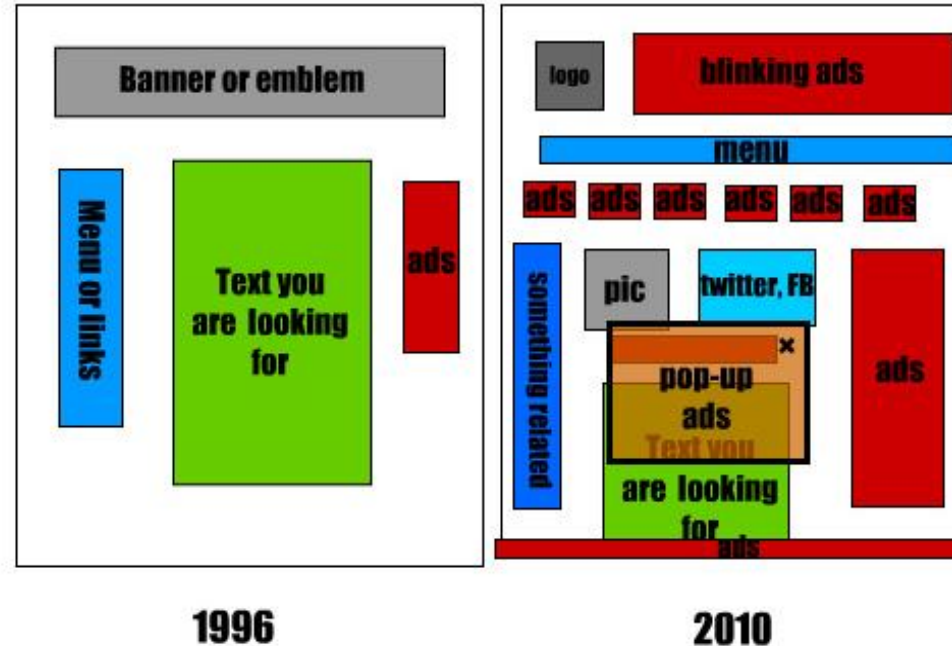 Banner or emblem
Menu or links
Text you
are looking
for
ads
1996
logo
blinking ads
menu
ads ads ads ads ads ads
something related
pic
twitter, FB
x
pop-up
ads
Text you
are looking
for
ads
ads
2010